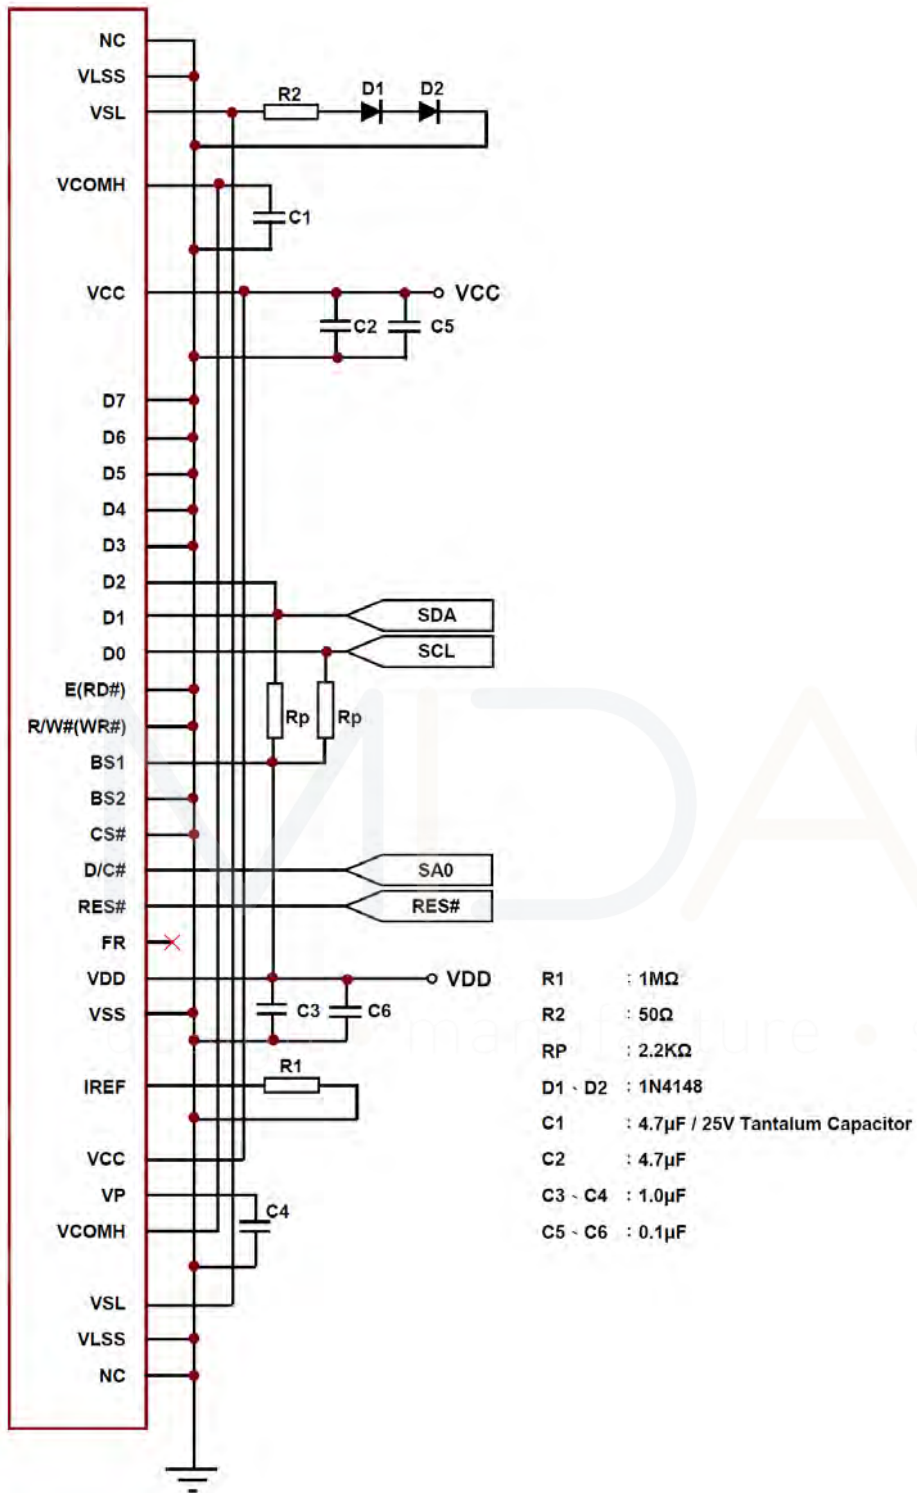 NC
VLSS
VSL
R2
D1
D2
VCOMH
C1
VCC
C2
C5
VCC
D7
D6
D5
D4
D3
D2
D1
SDA
D0
SCL
E(RD#)
Rp
Rp
R/W#(WR#)
BS1
BS2
CS#
D/C#
SA0
RES#
RES#
FR
VDD
C3
C6
VDD
VSS
IREF
R1
VCC
VP
C4
VCOMH
VSL
VLSS
NC
R1 : 1MΩ
R2 : 50Ω
RP : 2.2KΩ
D1、D2 : 1N4148
C1 : 4.7μF / 25V Tantalum Capacitor
C2 : 4.7μF
C3、C4 : 1.0μF
C5、C6 : 0.1μF
MIDAS
manufacture •